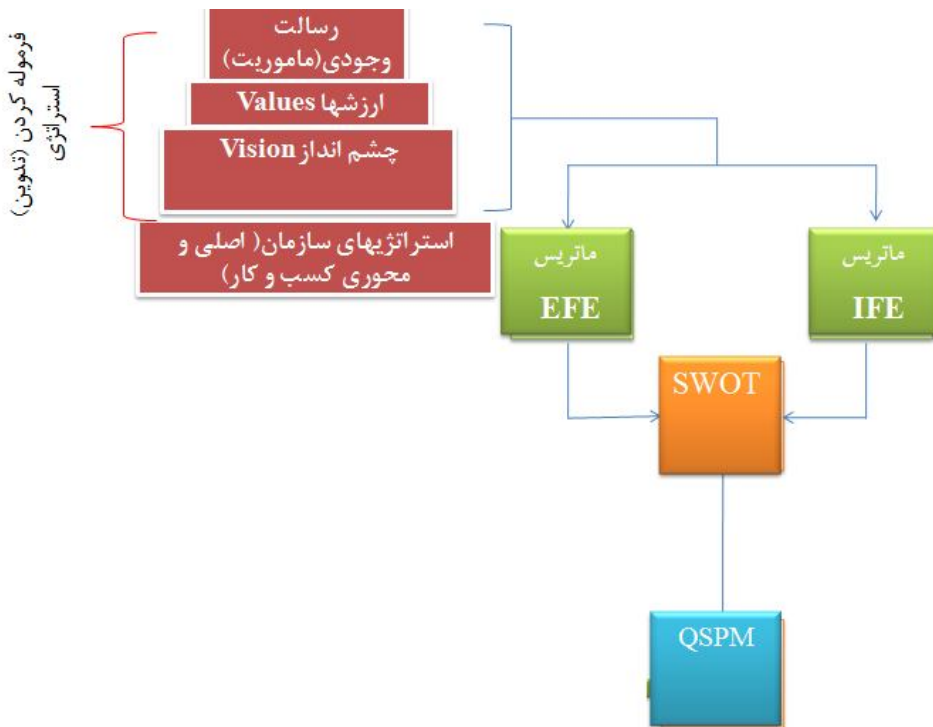 فرموله کردن (تدوین)
استراتژی
رسالت
وجودی(ماموریت)
ارزشها Values
چشم انداز Vision
استراتژیهای سازمان( اصلی و
محوری کسب و کار)
ماتریس
EFE
ماتریس
IFE
SWOT
QSPM